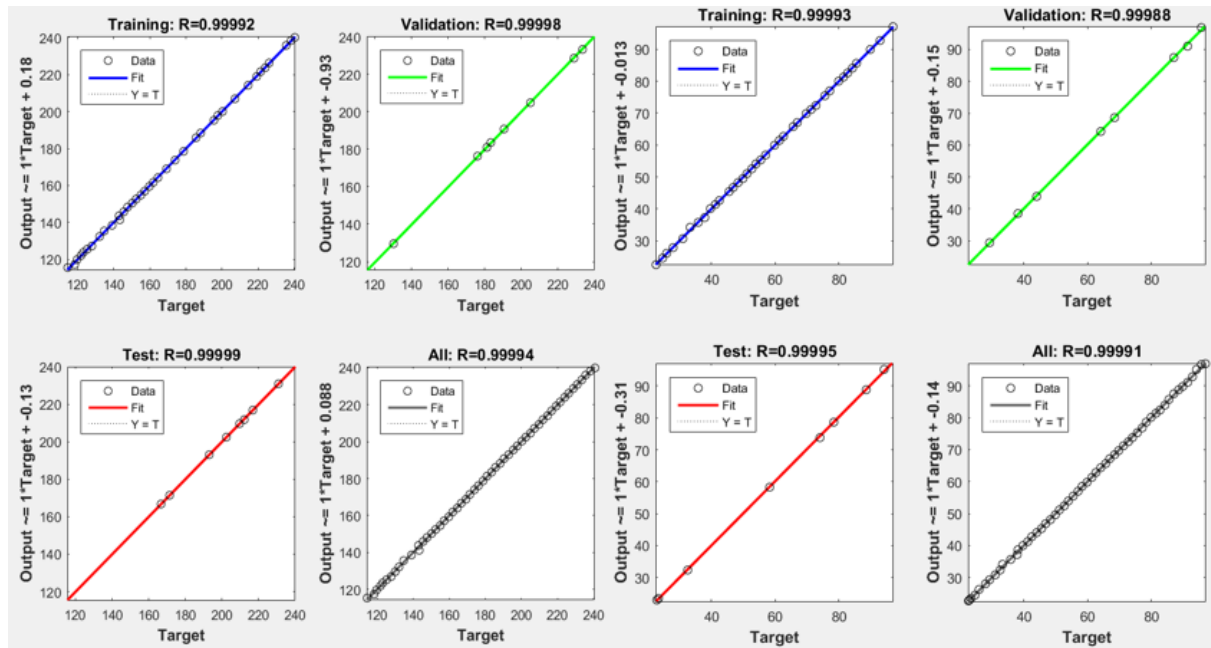 Training: R=0.99992
Output ~= 1*Target + 0.18
240
220
200
180
160
140
120
Data
Fit
Y = T
120 140 160 180 200 220 240
Target
Validation: R=0.99998
Output ~= 1*Target + -0.93
240
220
200
180
160
140
120
Data
Fit
Y = T
120 140 160 180 200 220 240
Target
Training: R=0.99993
Output ~= 1*Target + -0.013
90
80
70
60
50
40
30
Data
Fit
Y = T
40 60 80
Target
Validation: R=0.99988
Output ~= 1*Target + -0.15
90
80
70
60
50
40
30
Data
Fit
Y = T
40 60 80
Target
Test: R=0.99999
Output ~= 1*Target + -0.13
240
220
200
180
160
140
120
Data
Fit
Y = T
120 140 160 180 200 220 240
Target
All: R=0.99994
Output ~= 1*Target + 0.088
240
220
200
180
160
140
120
Data
Fit
Y = T
120 140 160 180 200 220 240
Target
Test: R=0.99995
Output ~= 1*Target + -0.31
90
80
70
60
50
40
30
Data
Fit
Y = T
40 60 80
Target
All: R=0.99991
Output ~= 1*Target + -0.14
90
80
70
60
50
40
30
Data
Fit
Y = T
40 60 80
Target